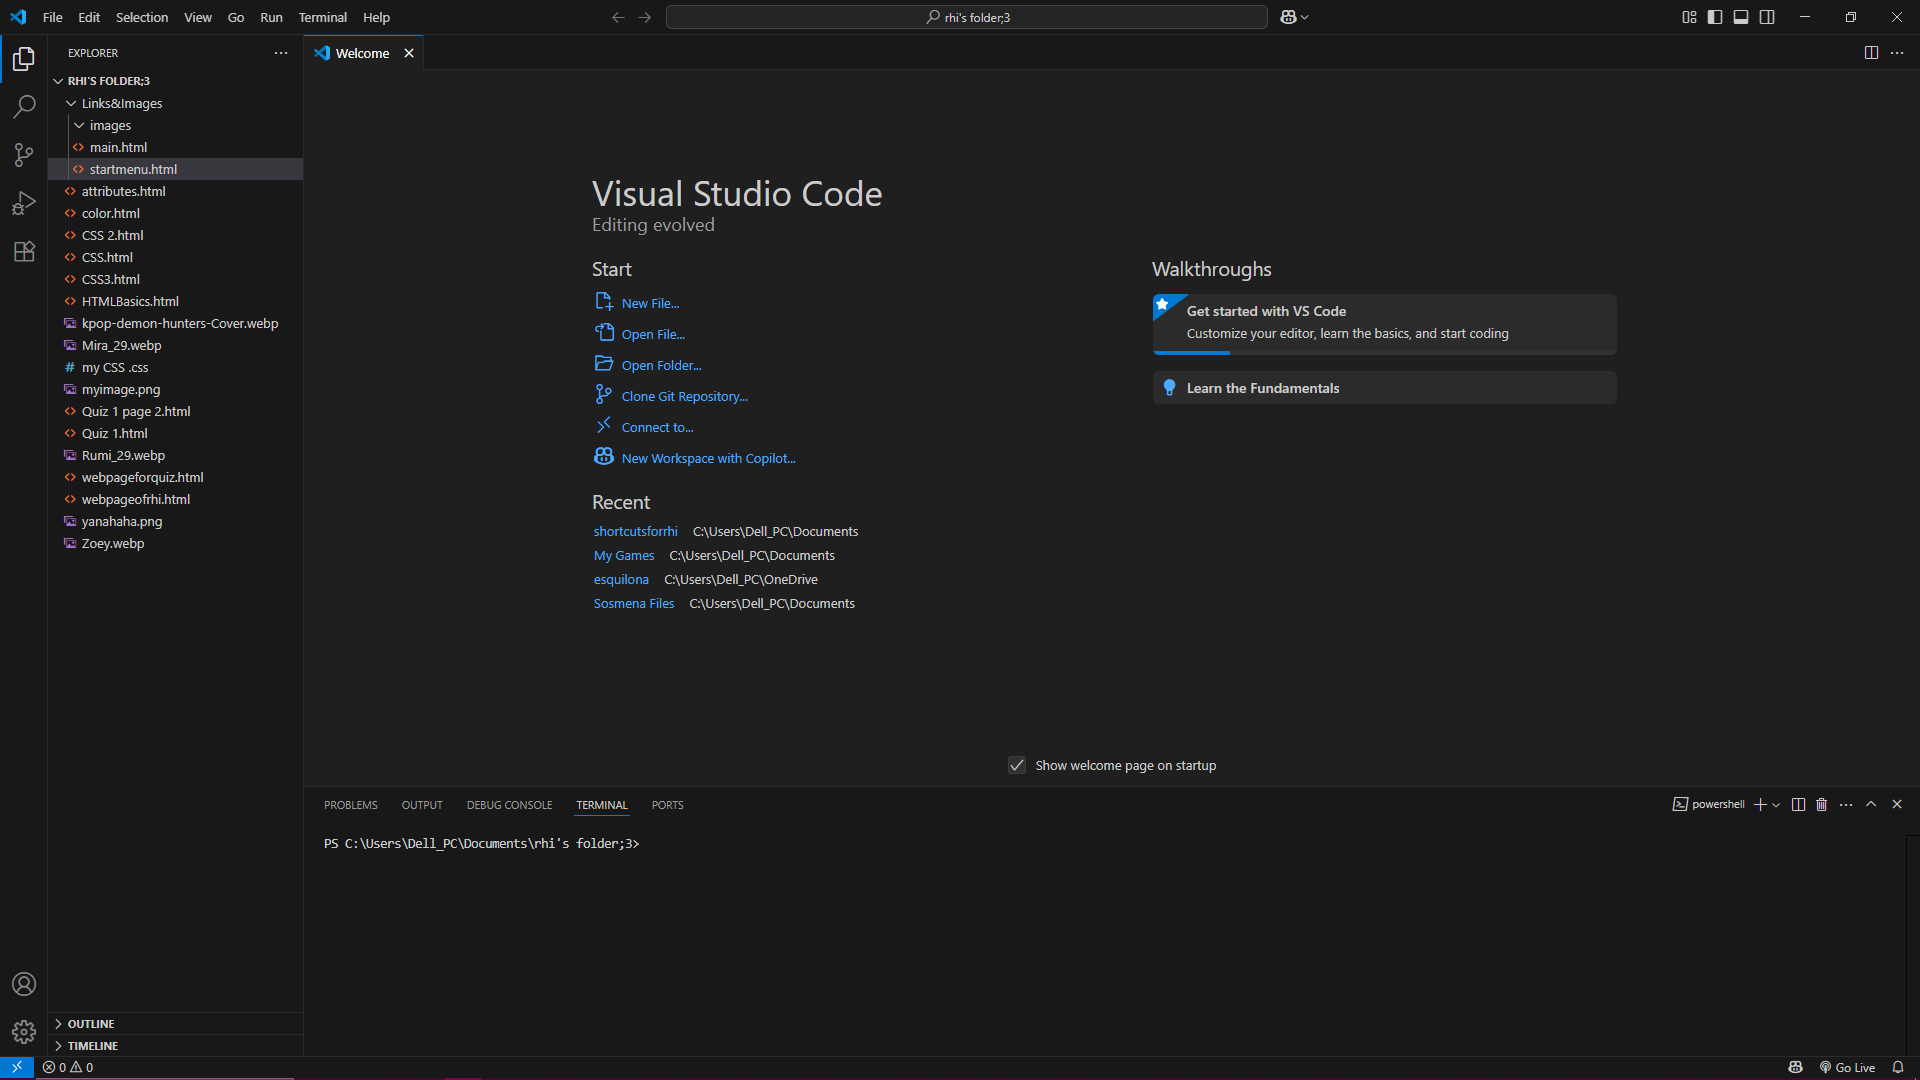 File Edit Selection View Go Run Terminal Help
rhi's folder;3
EXPLORER
RHI'S FOLDER;3
Links&Images
images
main.html
startmenu.html
attributes.html
color.html
CSS 2.html
CSS.html
CSS3.html
HTMLBasics.html
kpop-demon-hunters-Cover.webp
Mira_29.webp
# my CSS .css
myimage.png
Quiz 1 page 2.html
Quiz 1.html
Rumi_29.webp
webpageforquiz.html
webpageofrhi.html
yanahaha.png
Zoey.webp
OUTLINE
TIMELINE
Welcome
Visual Studio Code
Editing evolved
Start
New File...
Open File...
Open Folder...
Clone Git Repository...
Connect to...
New Workspace with Copilot...
Recent
shortcutsforrhi C:\Users\Dell_PC\Documents
My Games C:\Users\Dell_PC\Documents
esquilona C:\Users\Dell_PC\OneDrive
Sosmena Files C:\Users\Dell_PC\Documents
Walkthroughs
Get started with VS Code
Customize your editor, learn the basics, and start coding
Learn the Fundamentals
Show welcome page on startup
PROBLEMS OUTPUT DEBUG CONSOLE TERMINAL PORTS
powershell
PS C:\Users\Dell_PC\Documents\rhi's folder;3>
0 0
Go Live